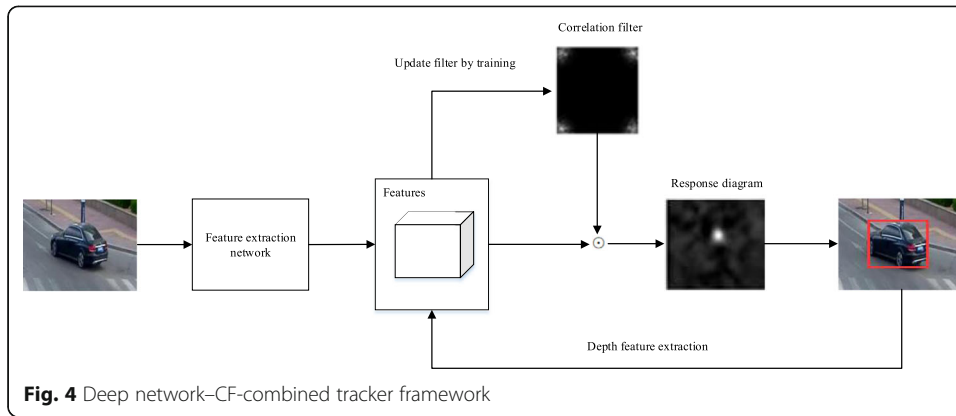 Correlation filter
Update filter by training
Features
Response diagram
Feature extraction
network
Depth feature extraction
Fig. 4 Deep network–CF-combined tracker framework